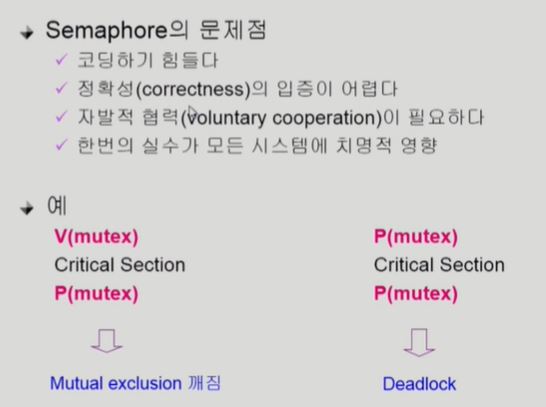 Semaphore의 문제점
✓ 코딩하기 힘들다
✓ 정확성(correctness)의 입증이 어렵다
✓ 자발적 협력(voluntary cooperation)이 필요하다
✓ 한번의 실수가 모든 시스템에 치명적 영향
예
V(mutex) P(mutex)
Critical Section Critical Section
P(mutex) P(mutex)
Mutual exclusion 깨짐 Deadlock